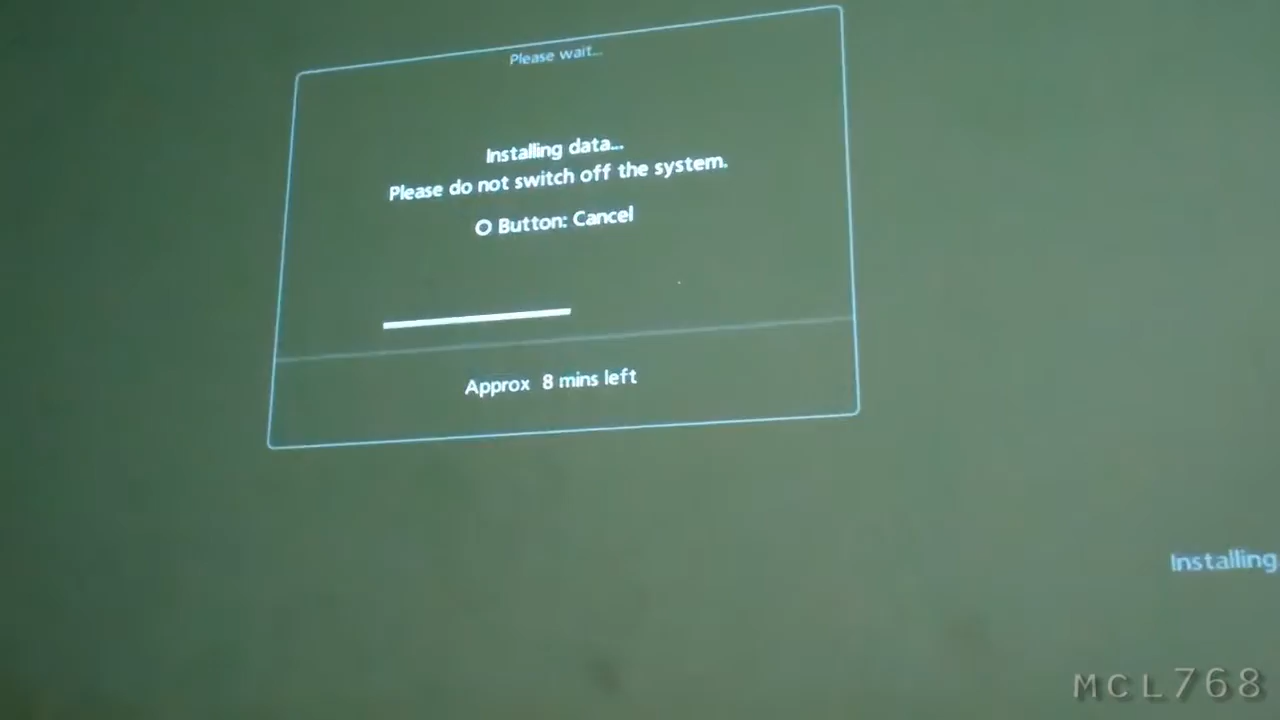 Please wait...
Installing data...
Please do not switch off the system.
O Button: Cancel
Approx 8 mins left
Installing
MCL768